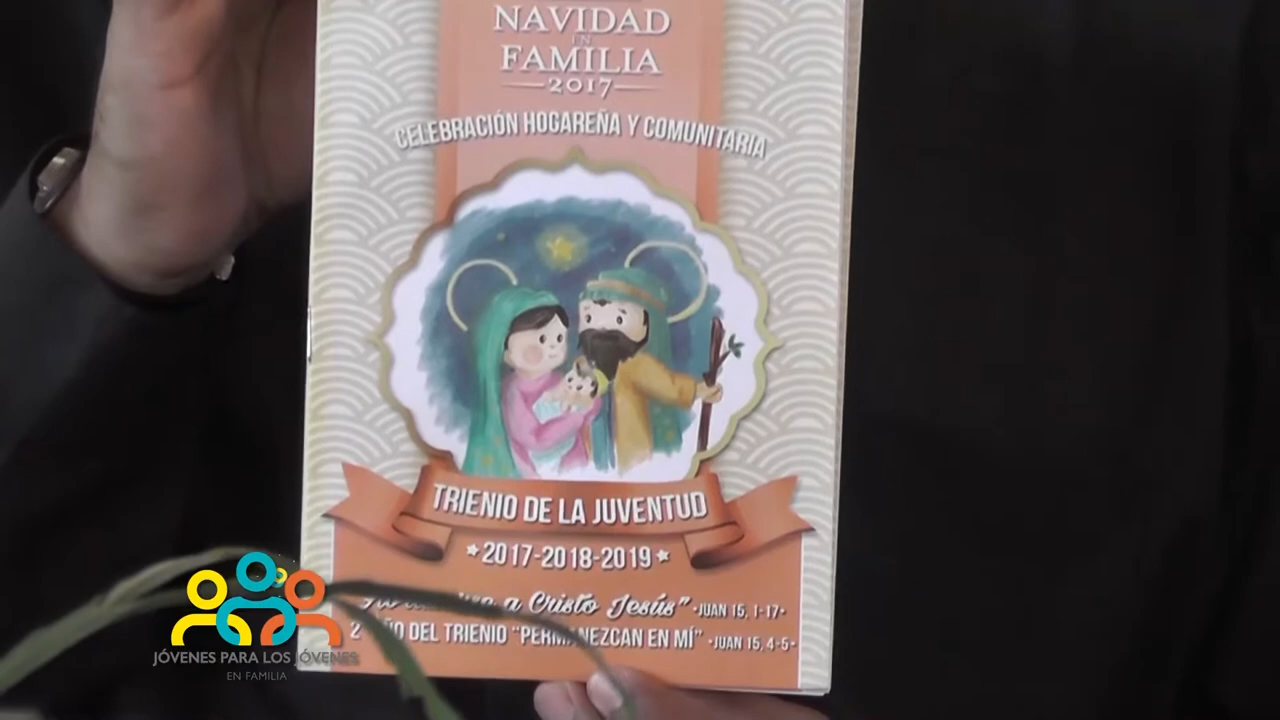 NAVIDAD
EN
FAMILIA
2017
CELEBRACIÓN HOGAREÑA Y COMUNITARIA
TRIENIO DE LA JUVENTUD
2017-2018-2019
a Cristo Jesús" JUAN 15, 1-17
2 AÑO DEL TRIENIO "PERMANEZCAN EN MÍ" JUAN 15, 4-5
JÓVENES PARA LOS JÓVENES
EN FAMILIA